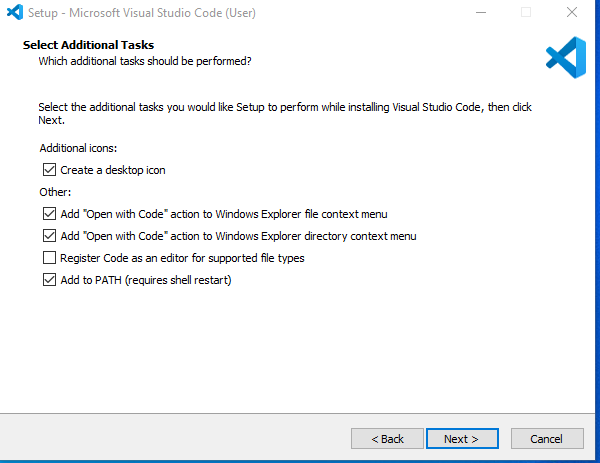 Setup - Microsoft Visual Studio Code (User)
Select Additional Tasks
Which additional tasks should be performed?
Select the additional tasks you would like Setup to perform while installing Visual Studio Code, then click
Next.
Additional icons:
Create a desktop icon
Other:
Add "Open with Code" action to Windows Explorer file context menu
Add "Open with Code" action to Windows Explorer directory context menu
Register Code as an editor for supported file types
Add to PATH (requires shell restart)
< Back
Next >
Cancel